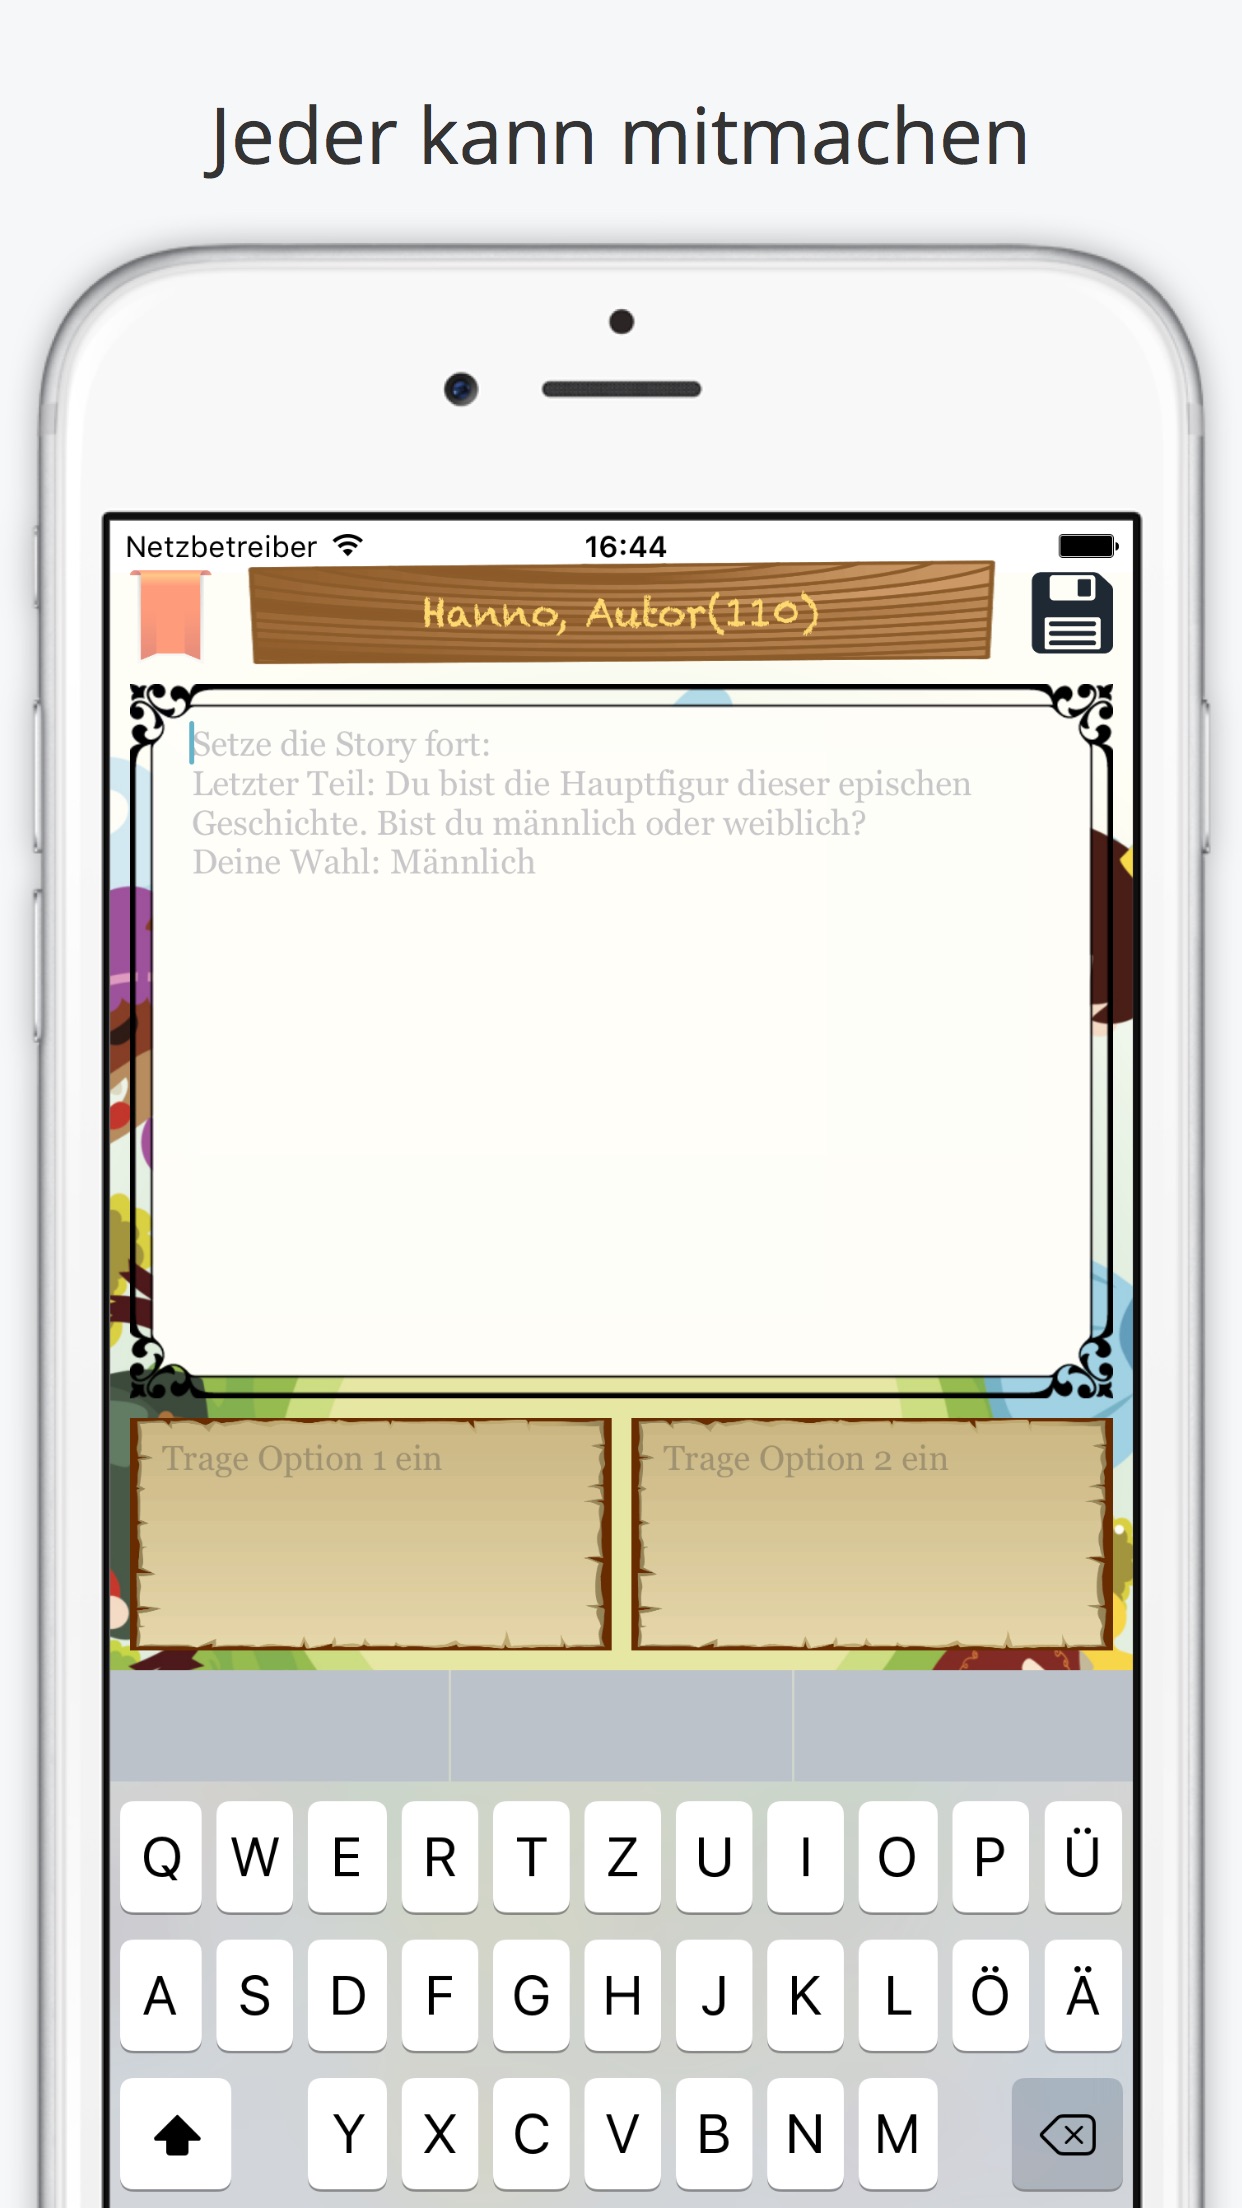 Jeder kann mitmachen
Netzbetreiber 16:44
Hanno, Autor(110)
Setze die Story fort:
Letzter Teil: Du bist die Hauptfigur dieser epischen
Geschichte. Bist du männlich oder weiblich?
Deine Wahl: Männlich
Trage Option 1 ein
Trage Option 2 ein
Q W E R T Z U I O P Ü
A S D F G H J K L Ö Ä
Y X C V B N M